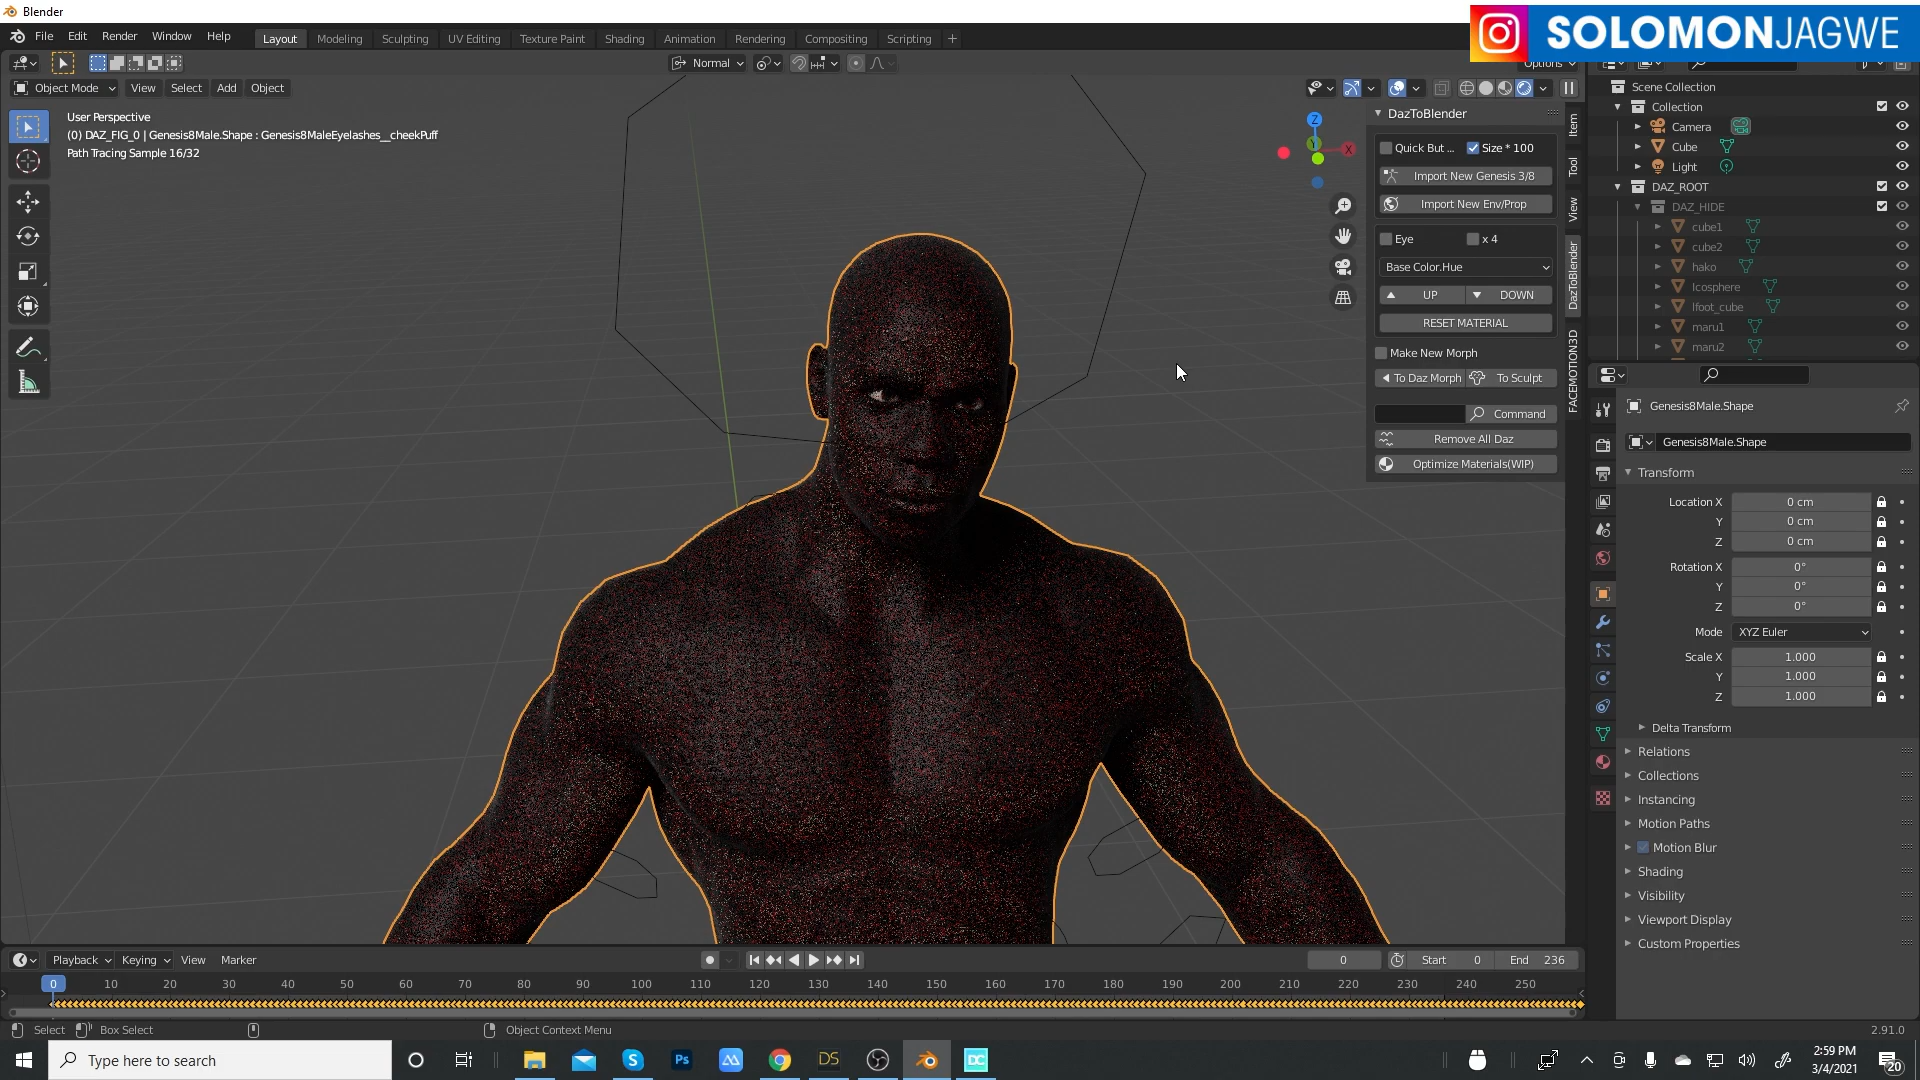 Blender
SOLOMONJAGWE
File Edit Render Window Help
Layout Modeling Sculpting UV Editing Texture Paint Shading Animation Rendering Compositing Scripting
Normal
Options
Object Mode View Select Add Object
User Perspective
(0) DAZ_FIG_0 | Genesis8Male.Shape : Genesis8MaleEyelashes__cheekPuff
Path Tracing Sample 16/32
Z
Y
X
DazToBlender
Quick But ... Size * 100
Import New Genesis 3/8
Import New Env/Prop
Eye x 4
Base Color.Hue
UP DOWN
RESET MATERIAL
Make New Morph
To Daz Morph To Sculpt
Command
Remove All Daz
Optimize Materials(WIP)
Item
Tool
View
DazToBlender
FACEMOTION3D
Scene Collection
Collection
Camera
Cube
Light
DAZ_ROOT
DAZ_HIDE
cube1
cube2
hako
Icosphere
lfoot_cube
maru1
maru2
Genesis8Male.Shape
Genesis8Male.Shape
Transform
Location X 0 cm
Y 0 cm
Z 0 cm
Rotation X 0°
Y 0°
Z 0°
Mode XYZ Euler
Scale X 1.000
Y 1.000
Z 1.000
Delta Transform
Relations
Collections
Instancing
Motion Paths
Motion Blur
Shading
Visibility
Viewport Display
Custom Properties
Playback Keying View Marker
0 Start 0 End 236
0 10 20 30 40 50 60 70 80 90 100 110 120 130 140 150 160 170 180 190 200 210 220 230 240 250
Select Box Select Object Context Menu 2.91.0
Type here to search
S Ps DS DC
2:59 PM
3/4/2021
20